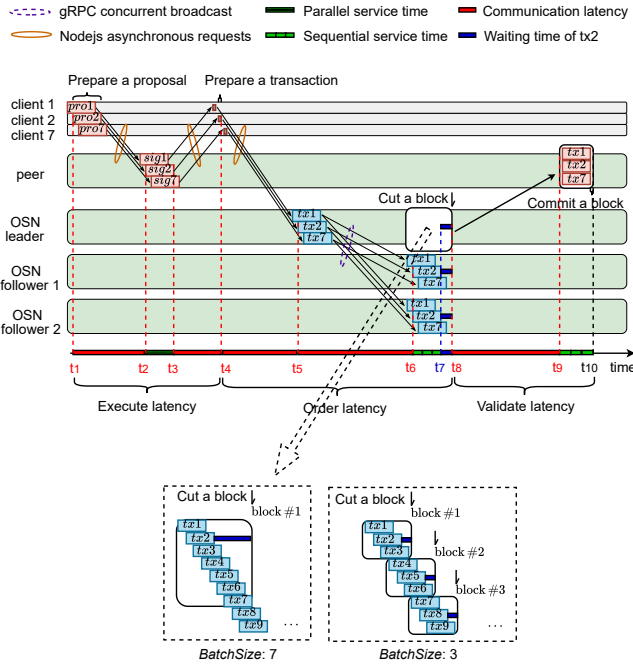 gRPC concurrent broadcast
Parallel service time
Communication latency
Nodejs asynchronous requests
Sequential service time
Waiting time of tx2
Prepare a proposal
Prepare a transaction
client 1
client 2
client 7
pro1
pro2
pro7
peer
sig1
sig2
sig7
tx1
tx2
tx7
Cut a block
Commit a block
OSN
leader
tx1
tx2
tx7
OSN
follower 1
tx1
tx2
tx7
OSN
follower 2
tx1
tx2
tx7
t1
t2
t3
t4
t5
t6
t7
t8
t9
t10
time
Execute latency
Order latency
Validate latency
Cut a block
block #1
tx1
tx2
tx3
tx4
tx5
tx6
tx7
tx8
tx9
...
BatchSize: 7
Cut a block
block #1
block #2
block #3
tx1
tx2
tx3
tx4
tx5
tx6
tx7
tx8
tx9
...
BatchSize: 3